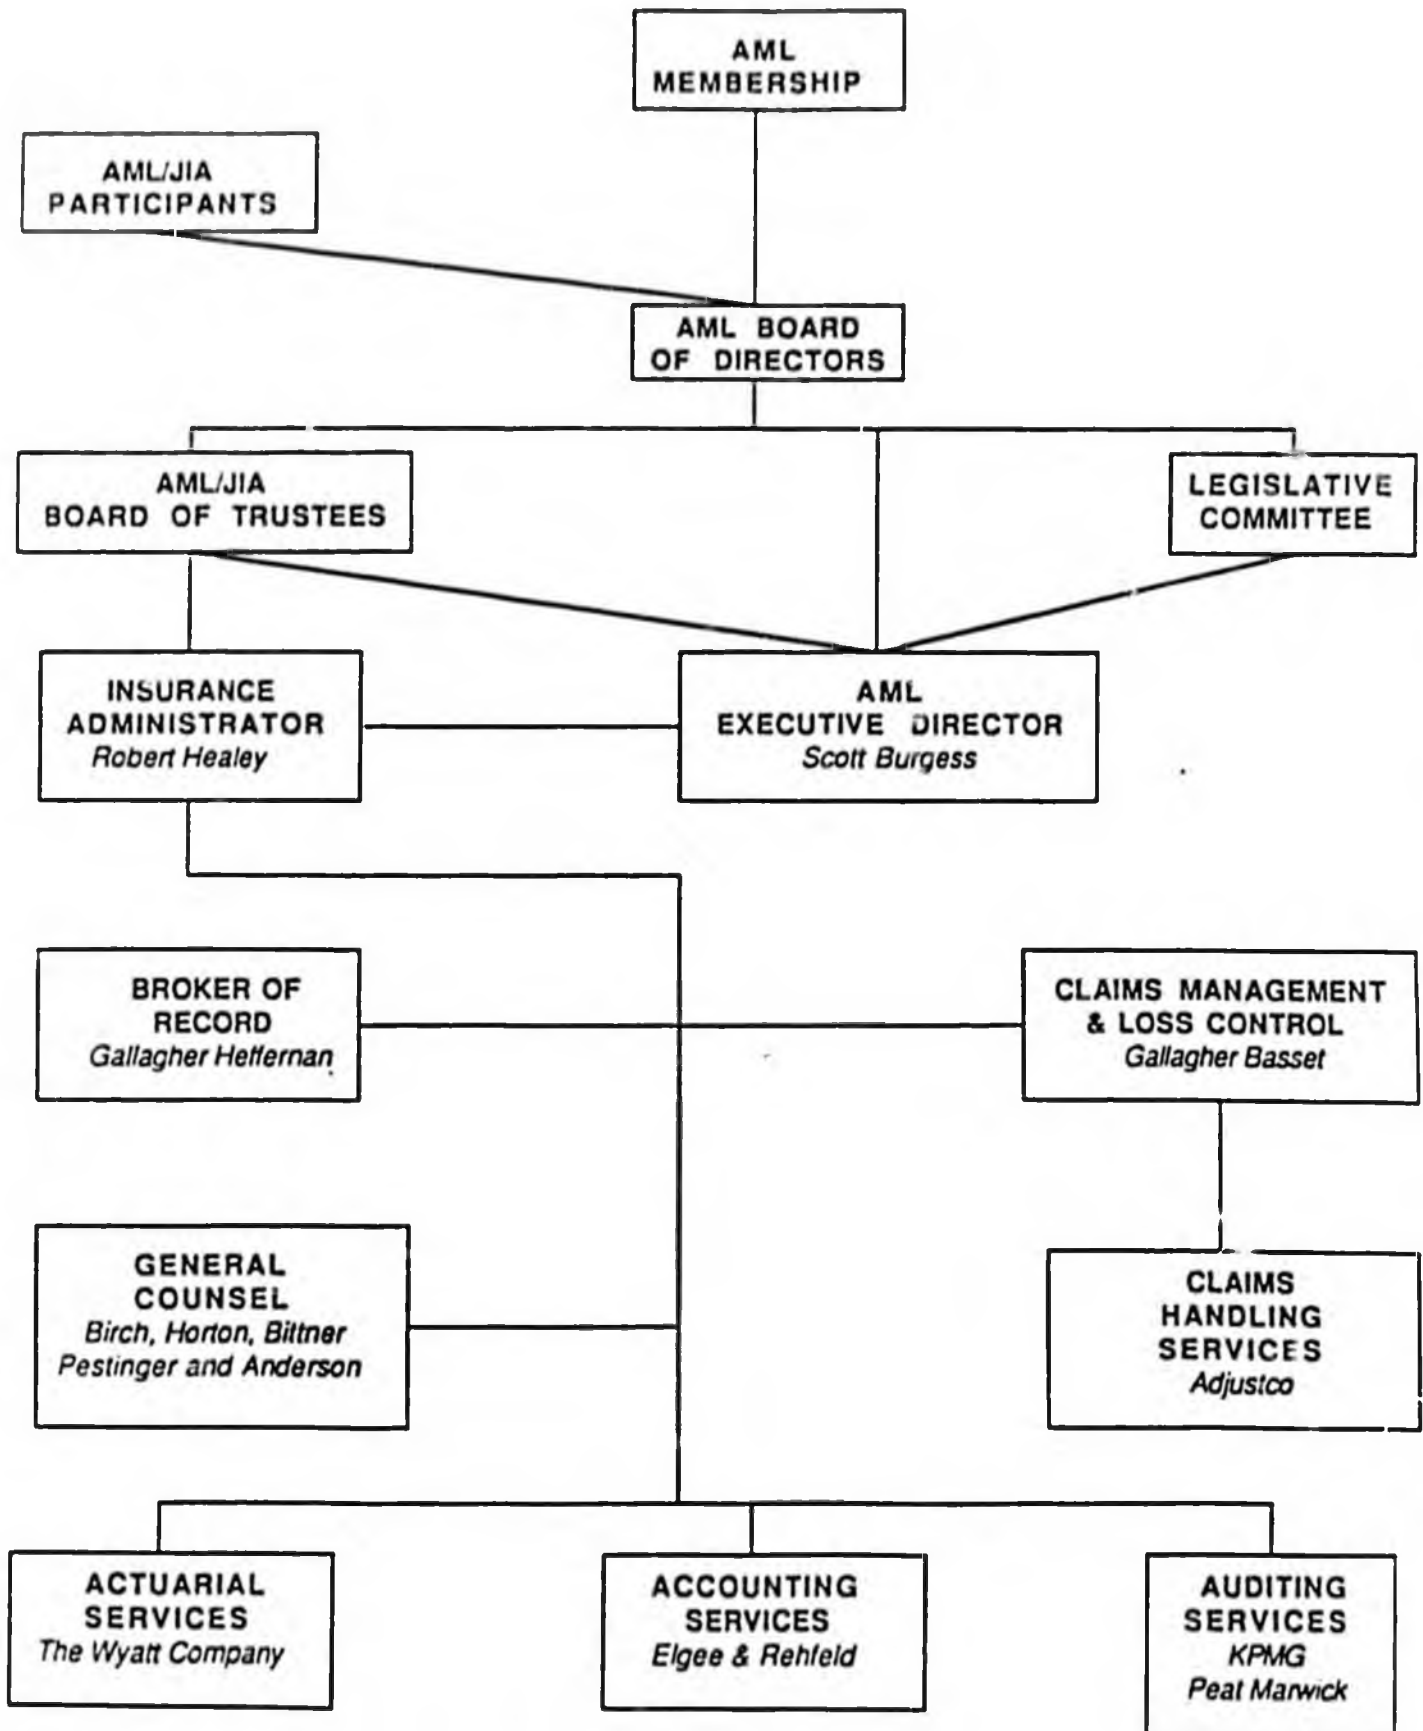 AML
MEMBERSHIP
AML/JIA
PARTICIPANTS
AML BOARD
OF DIRECTORS
AML/JIA
BOARD OF TRUSTEES
LEGISLATIVE
COMMITTEE
INSURANCE
ADMINISTRATOR
Robert Healey
AML
EXECUTIVE DIRECTOR
Scott Burgess
BROKER OF
RECORD
Gallagher Heffernan
CLAIMS MANAGEMENT
& LOSS CONTROL
Gallagher Basset
GENERAL
COUNSEL
Birch, Horton, Bittner
Pestinger and Anderson
CLAIMS
HANDLING
SERVICES
Adjustco
ACTUARIAL
SERVICES
The Wyatt Company
ACCOUNTING
SERVICES
Elgee & Rehfeld
AUDITING
SERVICES
KPMG
Peat Marwick